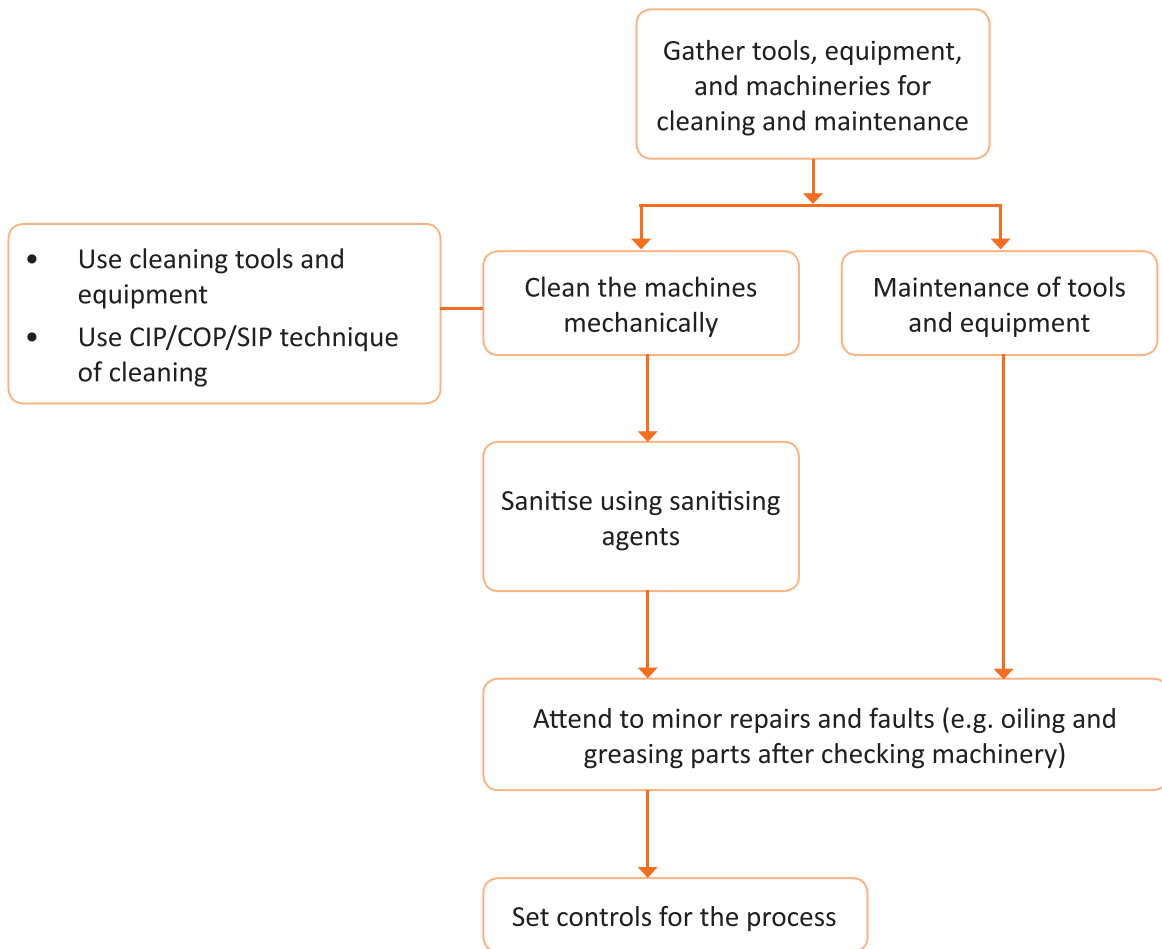 Gather tools, equipment,
and machineries for
cleaning and maintenance
• Use cleaning tools and
equipment
• Use CIP/COP/SIP technique
of cleaning
Clean the machines
mechanically
Maintenance of tools
and equipment
Sanitise using sanitising
agents
Attend to minor repairs and faults (e.g. oiling and
greasing parts after checking machinery)
Set controls for the process